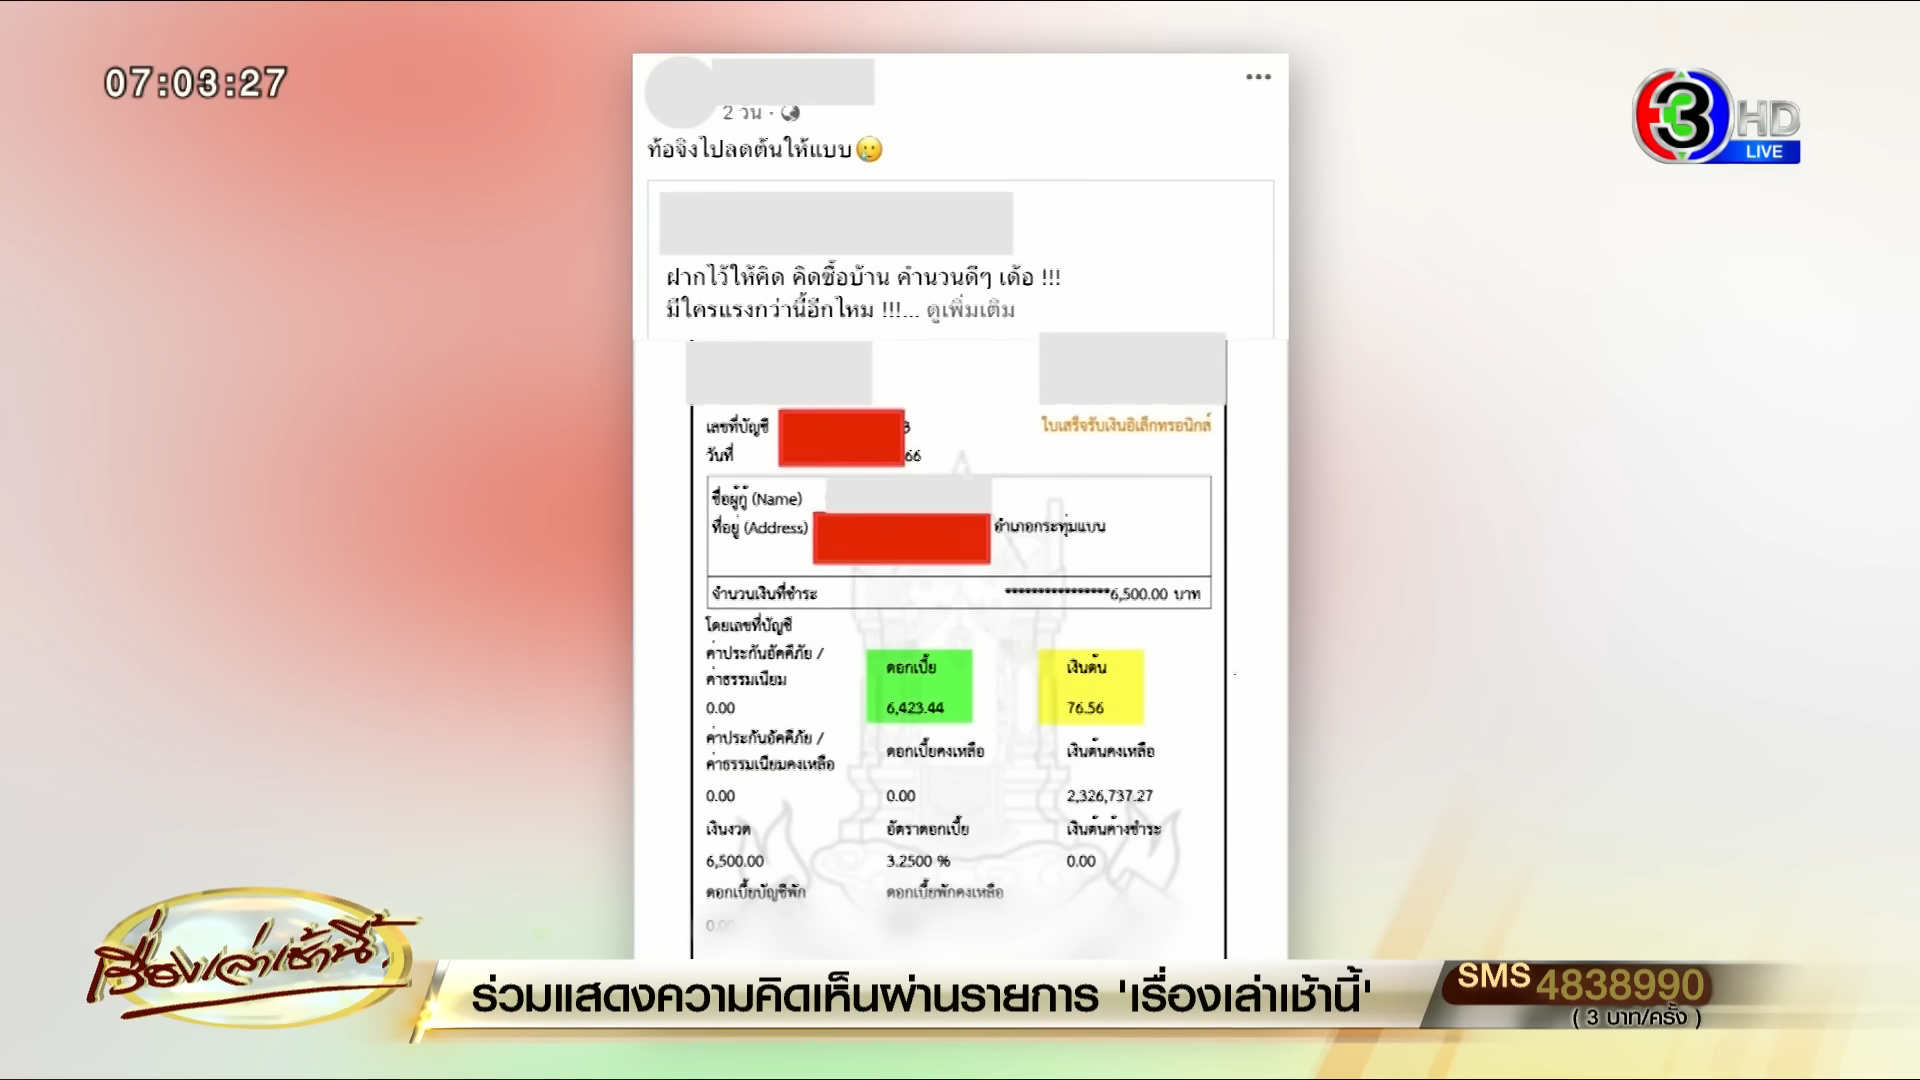 07:03:27
3 HD
LIVE
2 วัน
ท้อจิงไปลดต้นให้แบบ🥲
ฝากไว้ให้คิด คิดซื้อบ้าน คำนวนดีๆ เด้อ !!!
มีใครแรงกว่านี้อีกไหม !!!... ดูเพิ่มเติม
เลขที่บัญชี 3
ใบเสร็จรับเงินอิเล็กทรอนิกส์
วันที่ 66
ชื่อผู้กู้ (Name)
ที่อยู่ (Address) อำเภอกระทุ่มแบน
จำนวนเงินที่ชำระ ****************6,500.00 บาท
โดยเลขที่บัญชี
ค่าประกันอัคคีภัย /
ค่าธรรมเนียม ดอกเบี้ย เงินต้น
0.00 6,423.44 76.56
ค่าประกันอัคคีภัย /
ค่าธรรมเนียมคงเหลือ ดอกเบี้ยคงเหลือ เงินต้นคงเหลือ
0.00 0.00 2,326,737.27
เงินงวด อัตราดอกเบี้ย เงินต้นค้างชำระ
6,500.00 3.2500 % 0.00
ดอกเบี้ยบัญชีพัก ดอกเบี้ยพักคงเหลือ
0.00
เรื่องเล่าเช้านี้
ร่วมแสดงความคิดเห็นผ่านรายการ 'เรื่องเล่าเช้านี้'
SMS 4838990
( 3 บาท/ครั้ง )